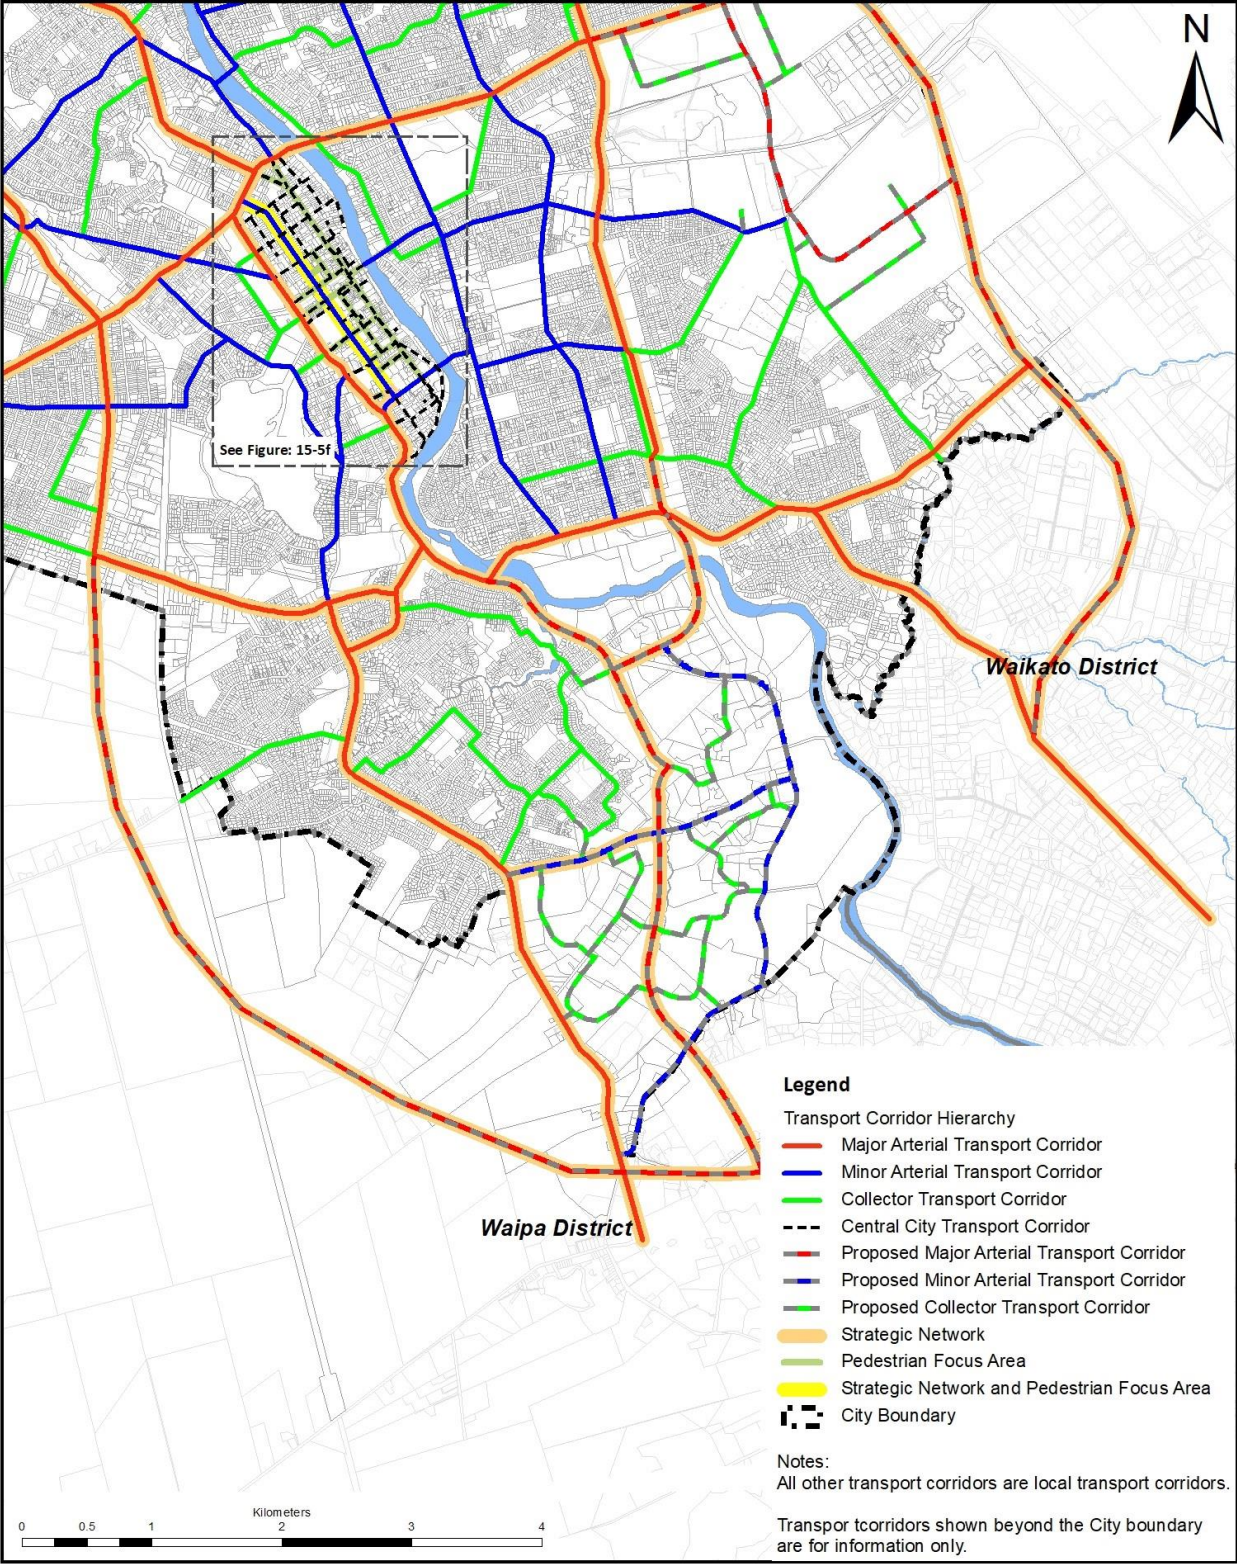 N
See Figure: 15-5f
Waikato District
Waipa District
Legend
Transport Corridor Hierarchy
Major Arterial Transport Corridor
Minor Arterial Transport Corridor
Collector Transport Corridor
Central City Transport Corridor
Proposed Major Arterial Transport Corridor
Proposed Minor Arterial Transport Corridor
Proposed Collector Transport Corridor
Strategic Network
Pedestrian Focus Area
Strategic Network and Pedestrian Focus Area
City Boundary
Notes:
All other transport corridors are local transport corridors.
Transpor tcorridors shown beyond the City boundary
are for information only.
Kilometers
0 0.5 1 2 3 4